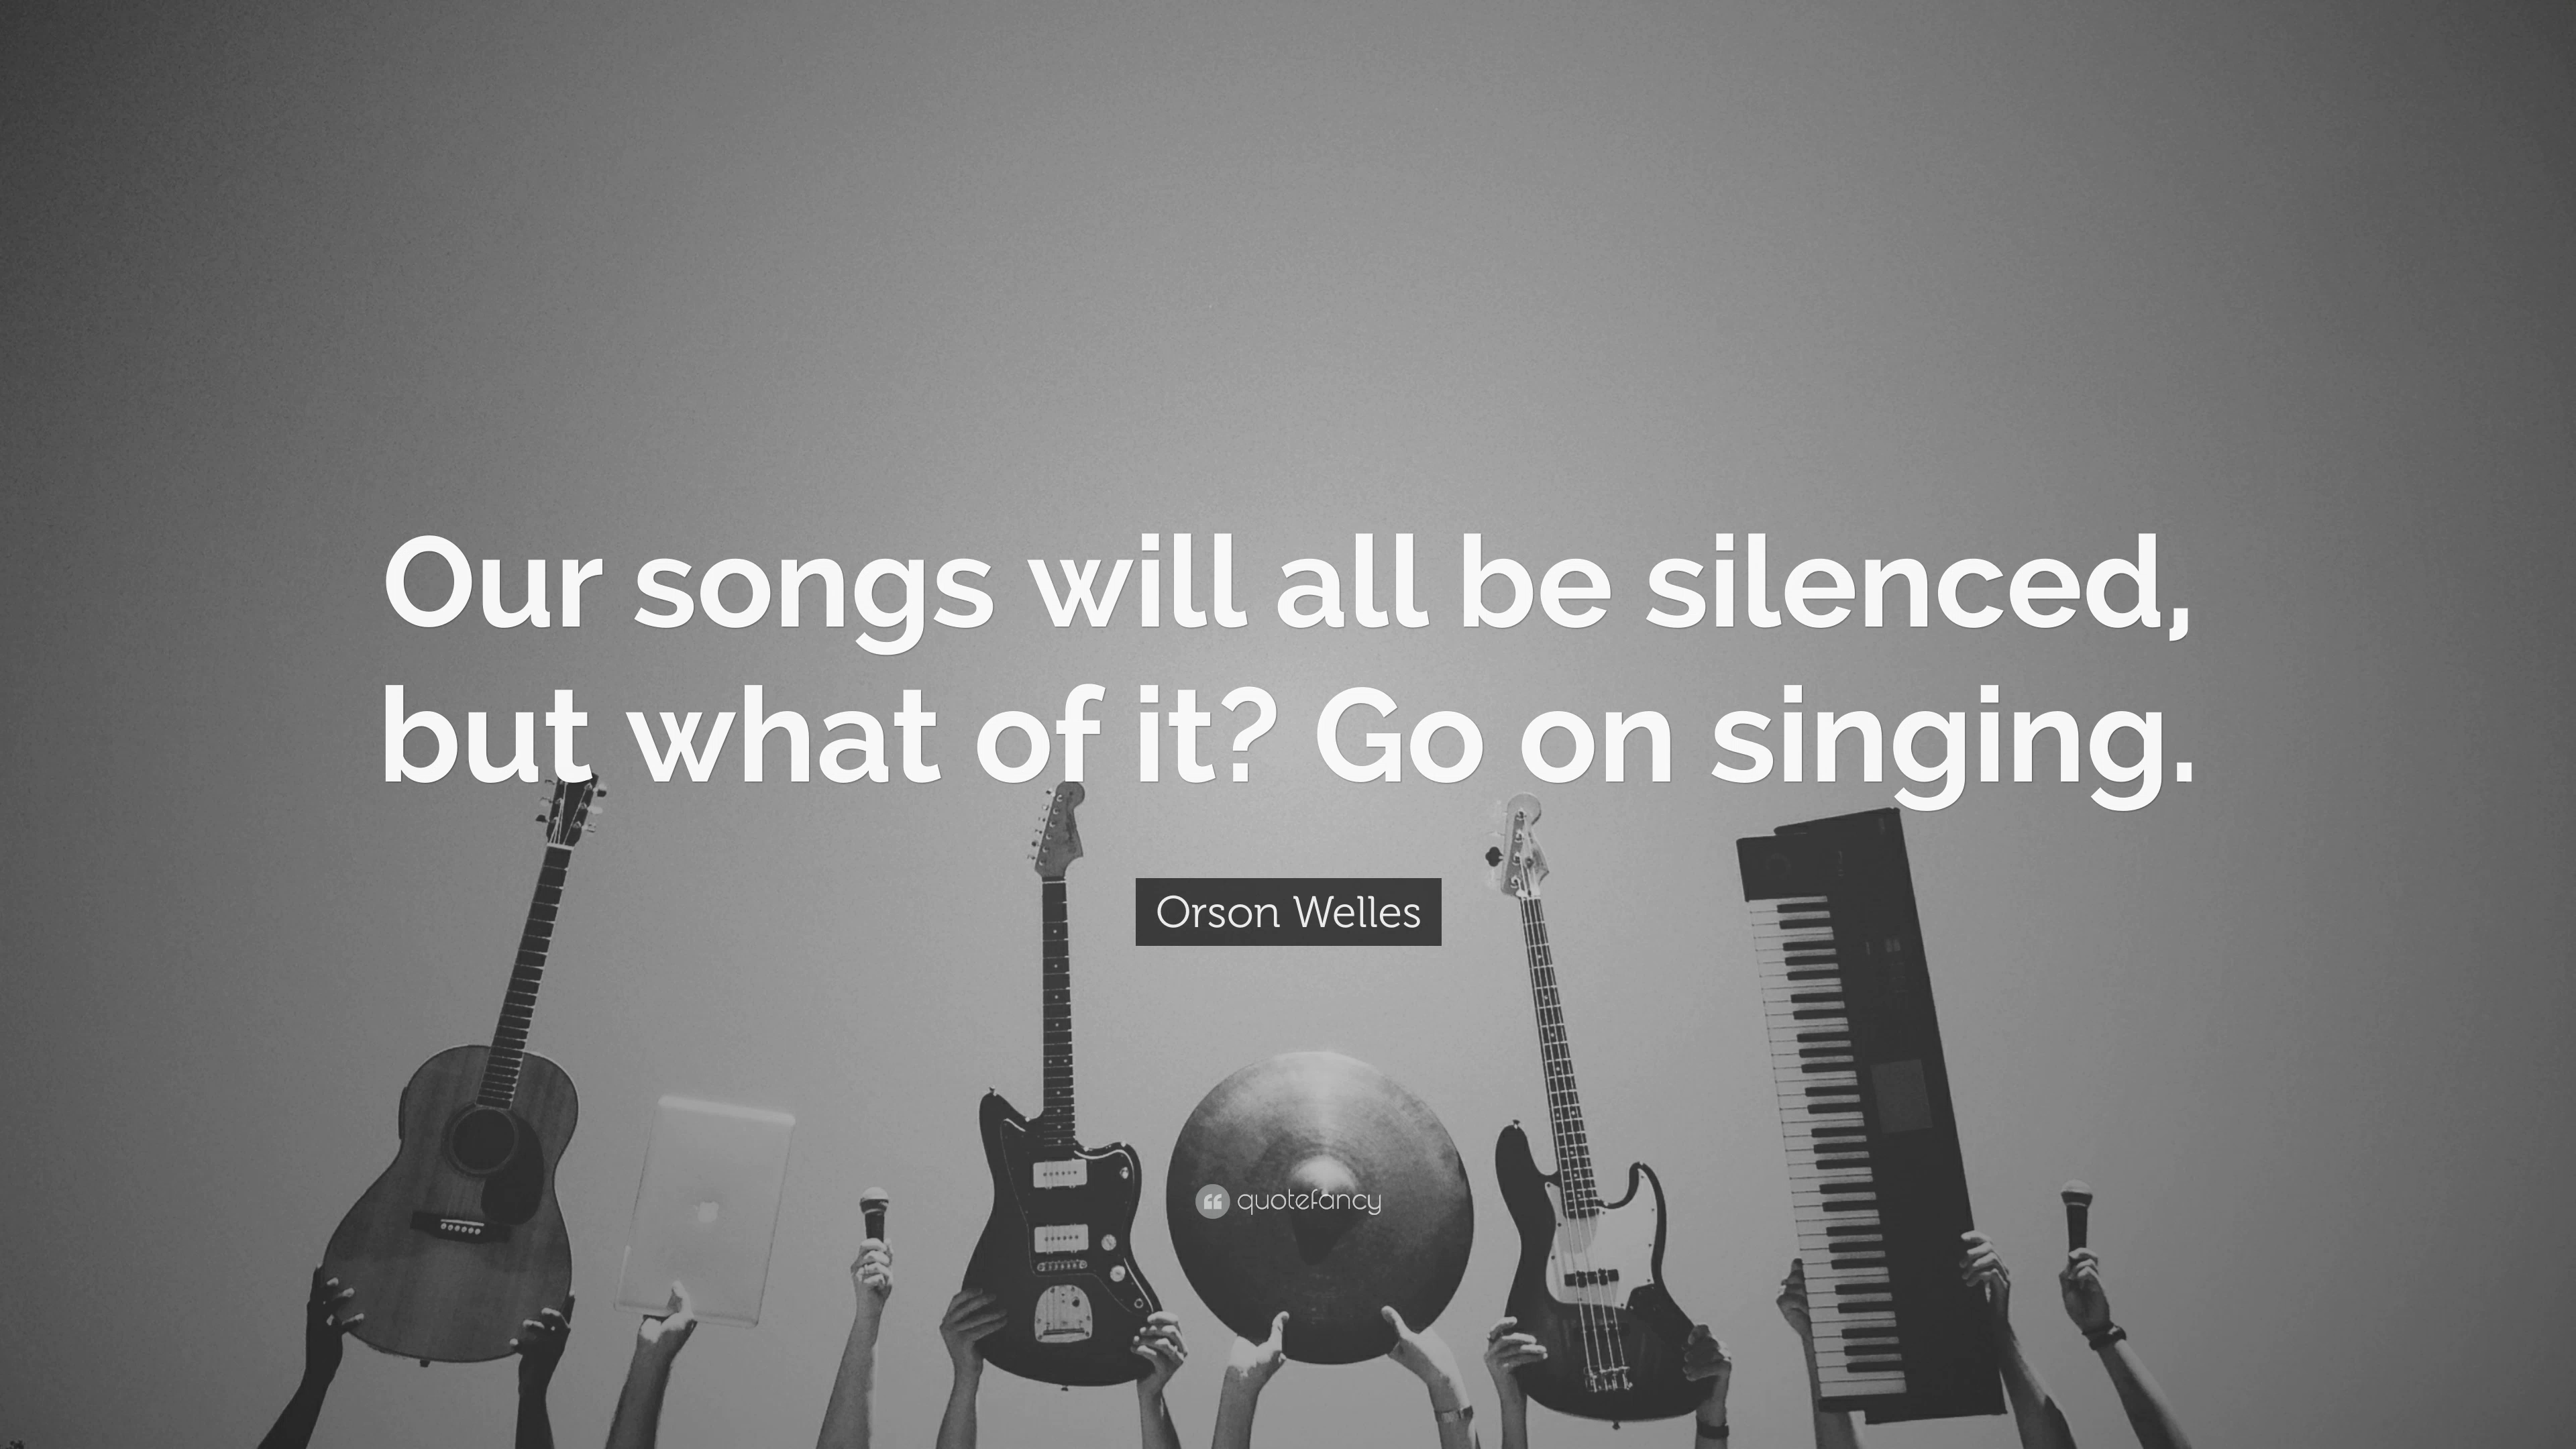 Our songs will all be silenced,
but what of it? Go on singing.
Orson Welles
quotefancy